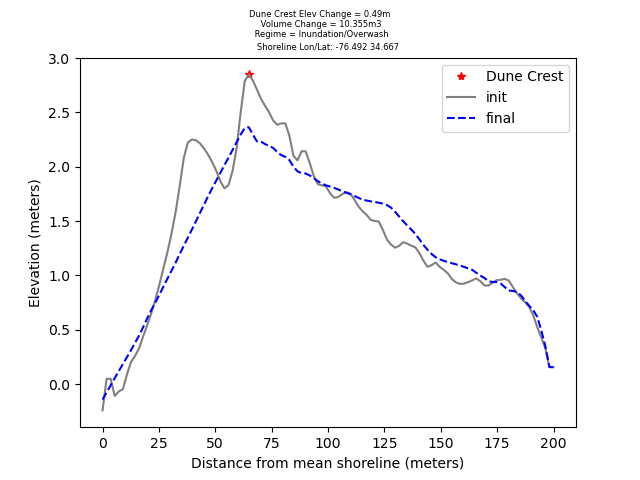 Dune Crest Elev Change = 0.49m
Volume Change = 10.355m3
Regime = Inundation/Overwash
Shoreline Lon/Lat: -76.492 34.667
3.0
2.5
2.0
1.5
1.0
0.5
0.0
Elevation (meters)
Dune Crest
init
final
0 25 50 75 100 125 150 175 200
Distance from mean shoreline (meters)